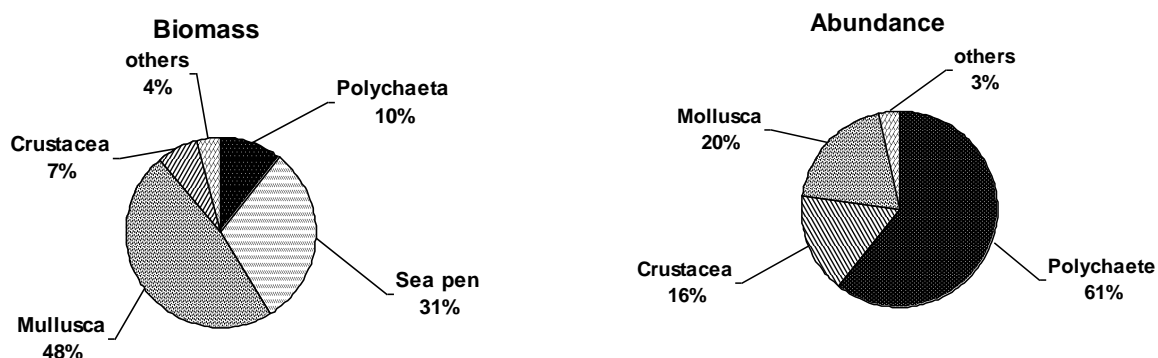 Biomass
others
4%
Polychaeta
10%
Crustacea
7%
Sea pen
31%
Mullusca
48%
Abundance
others
3%
Mollusca
20%
Crustacea
16%
Polychaete
61%